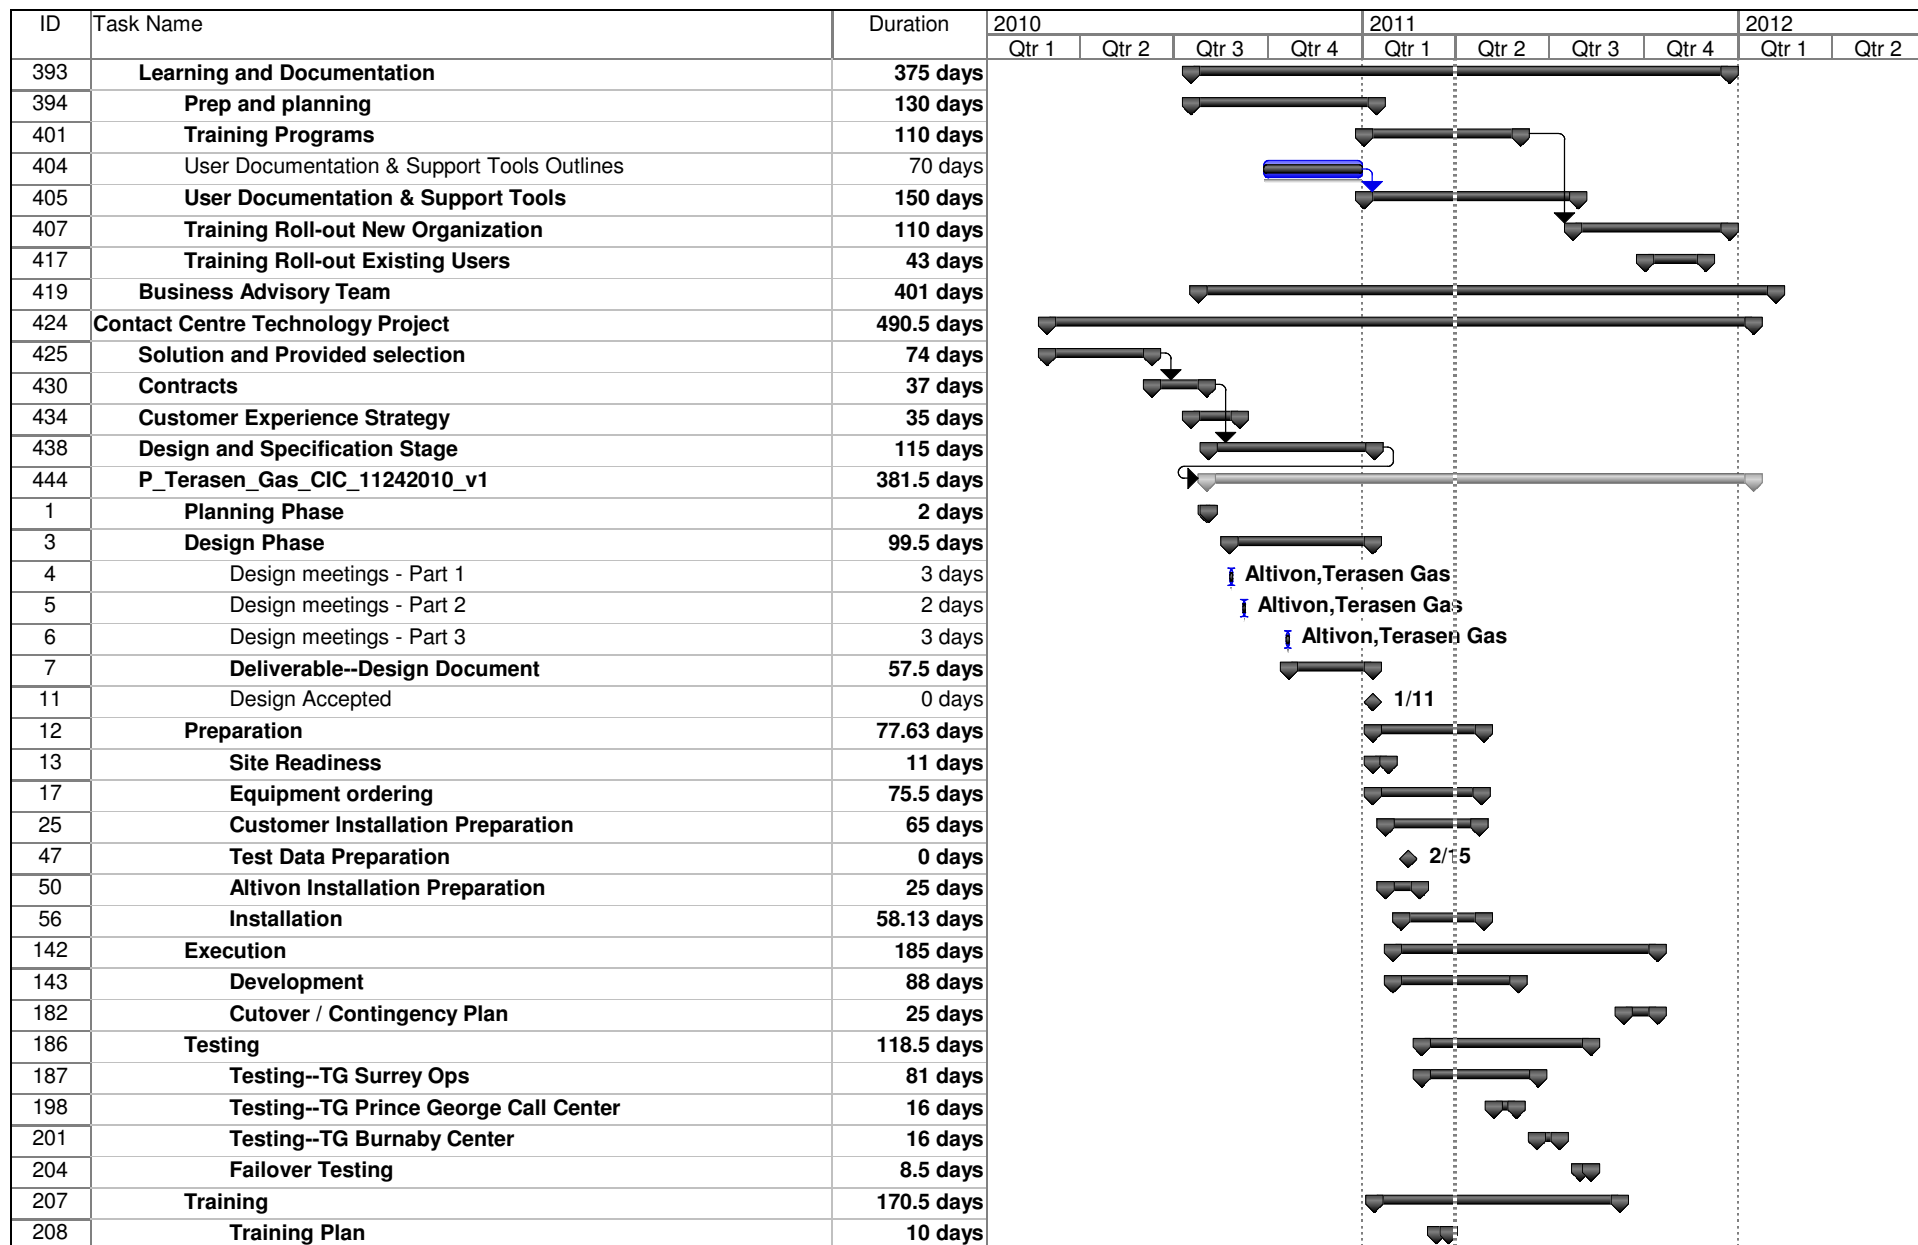 ID Task Name Duration 2010 2011 2012
Qtr 1 Qtr 2 Qtr 3 Qtr 4 Qtr 1 Qtr 2 Qtr 3 Qtr 4 Qtr 1 Qtr 2
393 Learning and Documentation 375 days
394 Prep and planning 130 days
401 Training Programs 110 days
404 User Documentation & Support Tools Outlines 70 days
405 User Documentation & Support Tools 150 days
407 Training Roll-out New Organization 110 days
417 Training Roll-out Existing Users 43 days
419 Business Advisory Team 401 days
424 Contact Centre Technology Project 490.5 days
425 Solution and Provided selection 74 days
430 Contracts 37 days
434 Customer Experience Strategy 35 days
438 Design and Specification Stage 115 days
444 P_Terasen_Gas_CIC_11242010_v1 381.5 days
1 Planning Phase 2 days
3 Design Phase 99.5 days
4 Design meetings - Part 1 3 days Altivon,Terasen Gas
5 Design meetings - Part 2 2 days Altivon,Terasen Gas
6 Design meetings - Part 3 3 days Altivon,Terasen Gas
7 Deliverable--Design Document 57.5 days
11 Design Accepted 0 days 1/11
12 Preparation 77.63 days
13 Site Readiness 11 days
17 Equipment ordering 75.5 days
25 Customer Installation Preparation 65 days
47 Test Data Preparation 0 days 2/15
50 Altivon Installation Preparation 25 days
56 Installation 58.13 days
142 Execution 185 days
143 Development 88 days
182 Cutover / Contingency Plan 25 days
186 Testing 118.5 days
187 Testing--TG Surrey Ops 81 days
198 Testing--TG Prince George Call Center 16 days
201 Testing--TG Burnaby Center 16 days
204 Failover Testing 8.5 days
207 Training 170.5 days
208 Training Plan 10 days